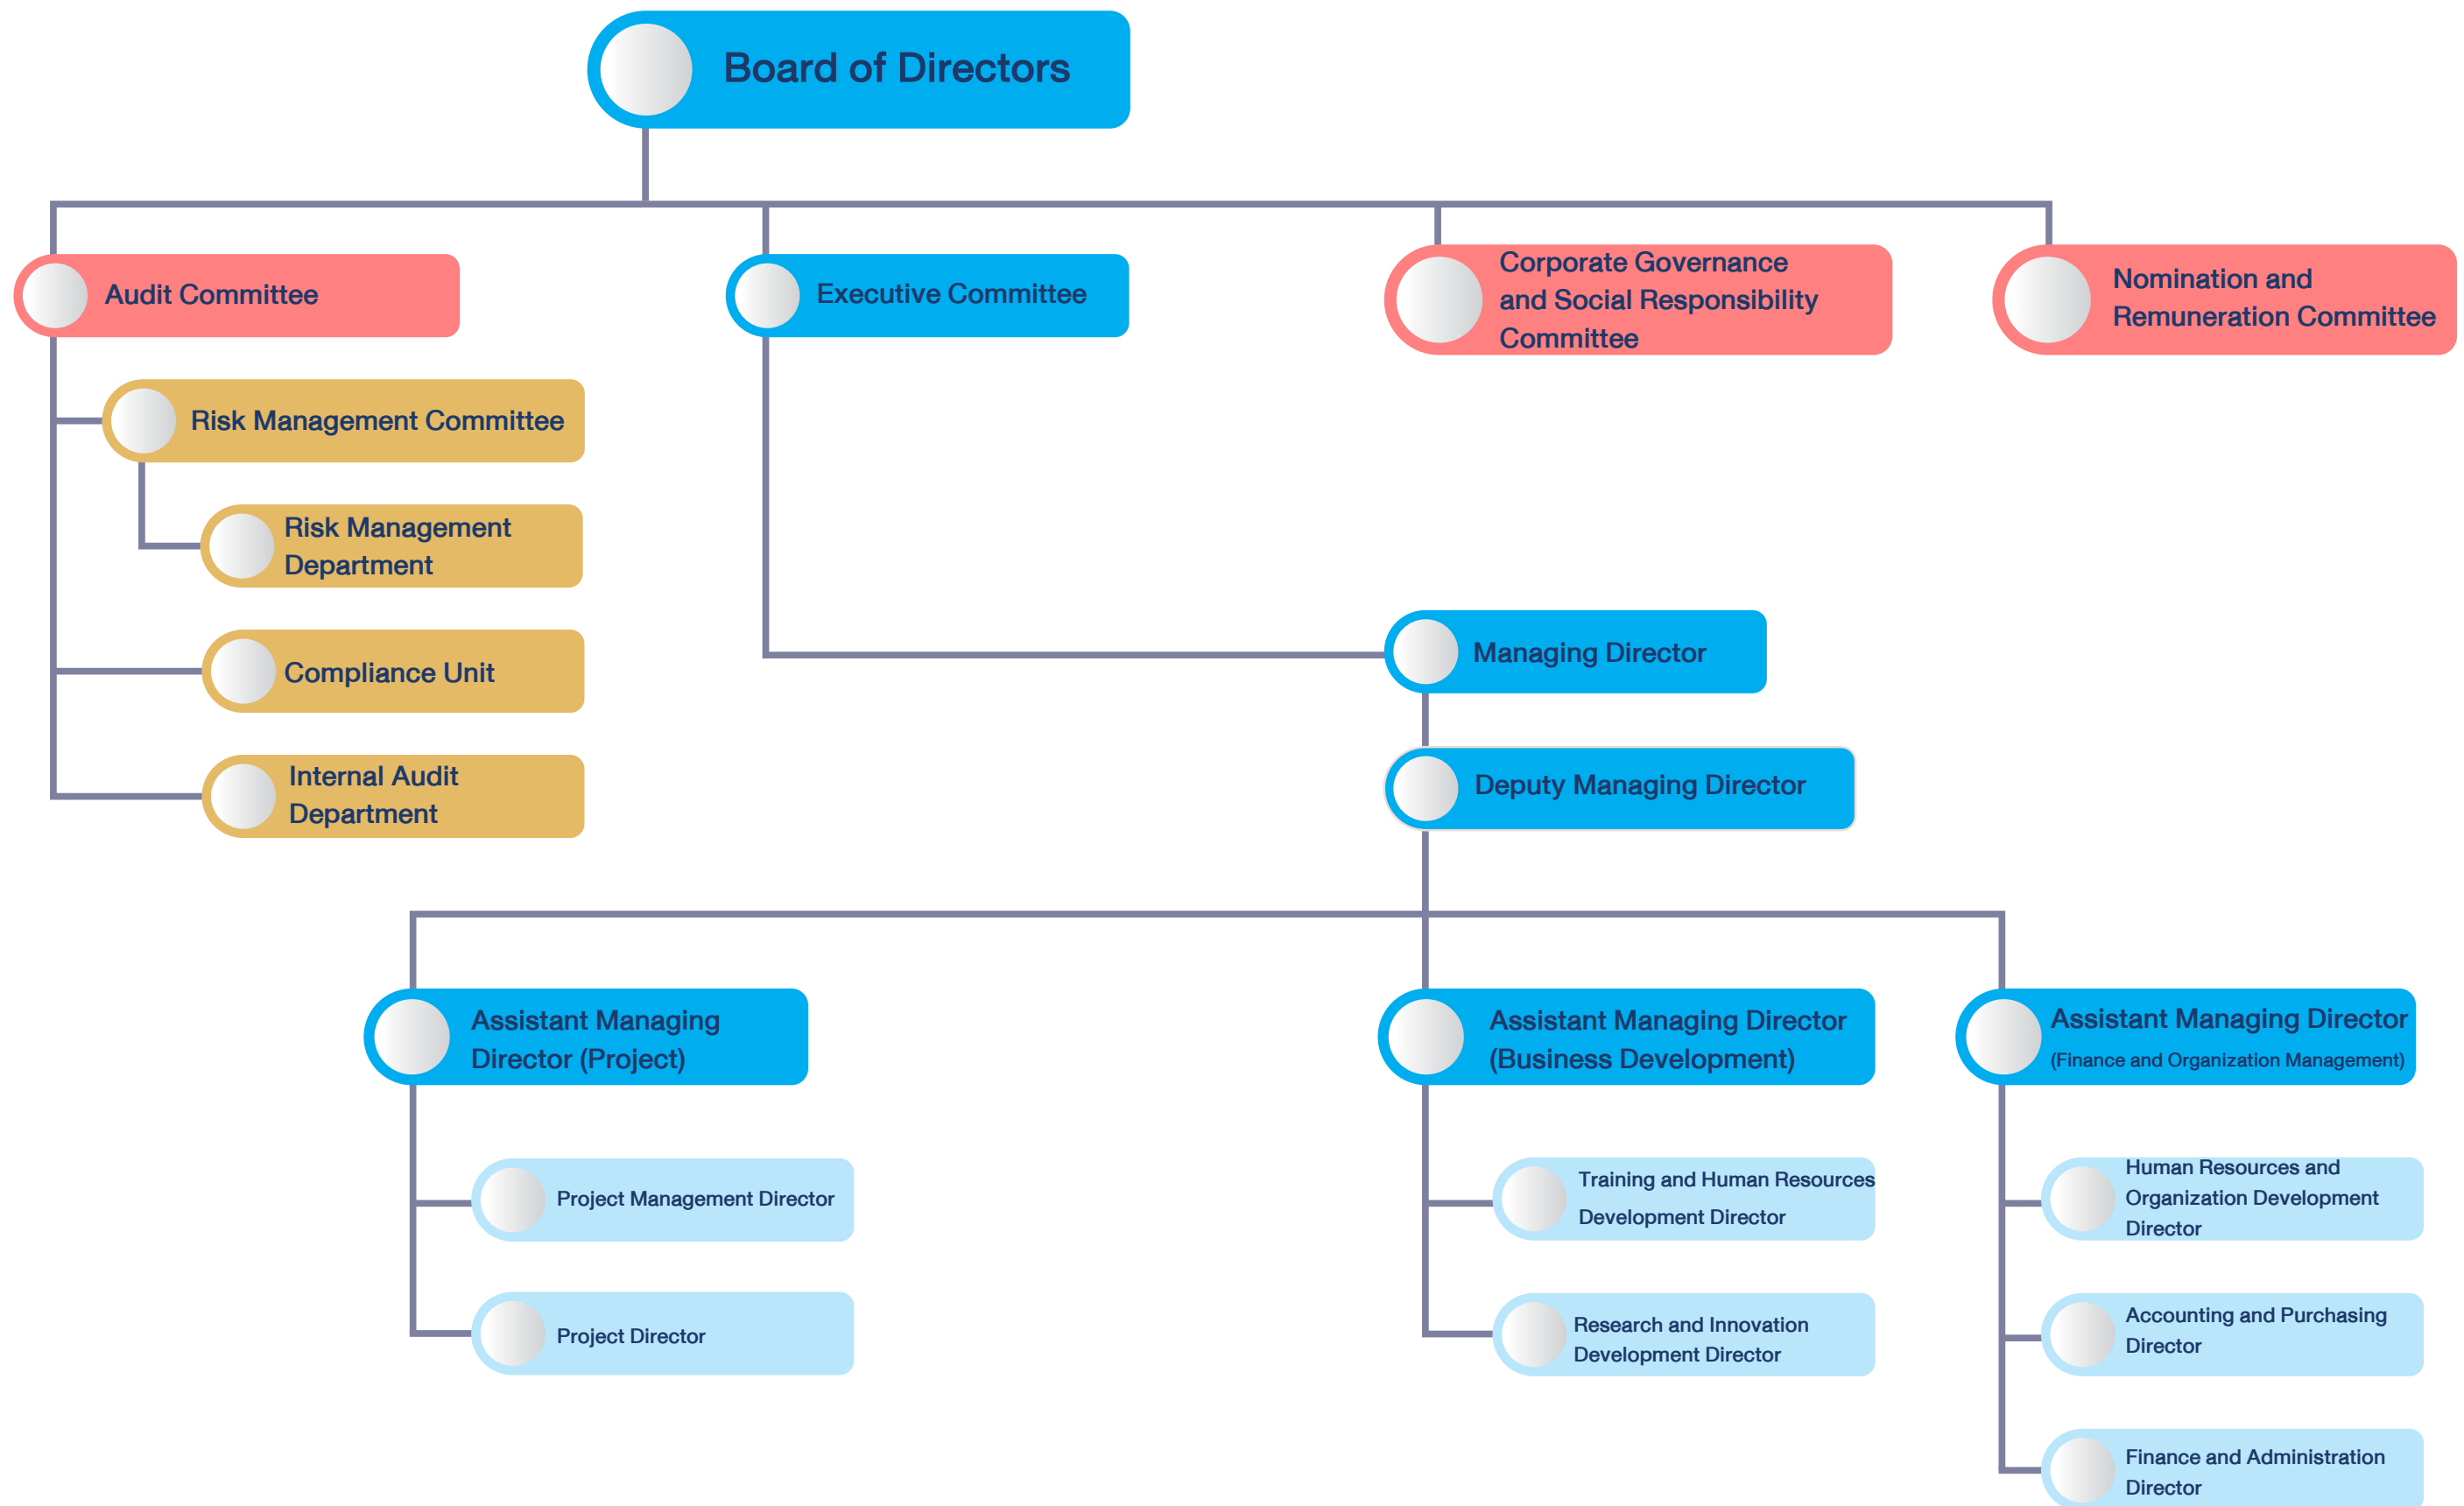 Board of Directors
Audit Committee
Executive Committee
Corporate Governance
and Social Responsibility
Committee
Nomination and
Remuneration Committee
Risk Management Committee
Risk Management
Department
Compliance Unit
Internal Audit
Department
Managing Director
Deputy Managing Director
Assistant Managing
Director (Project)
Assistant Managing Director
(Business Development)
Assistant Managing Director
(Finance and Organization Management)
Project Management Director
Project Director
Training and Human Resources
Development Director
Research and Innovation
Development Director
Human Resources and
Organization Development
Director
Accounting and Purchasing
Director
Finance and Administration
Director